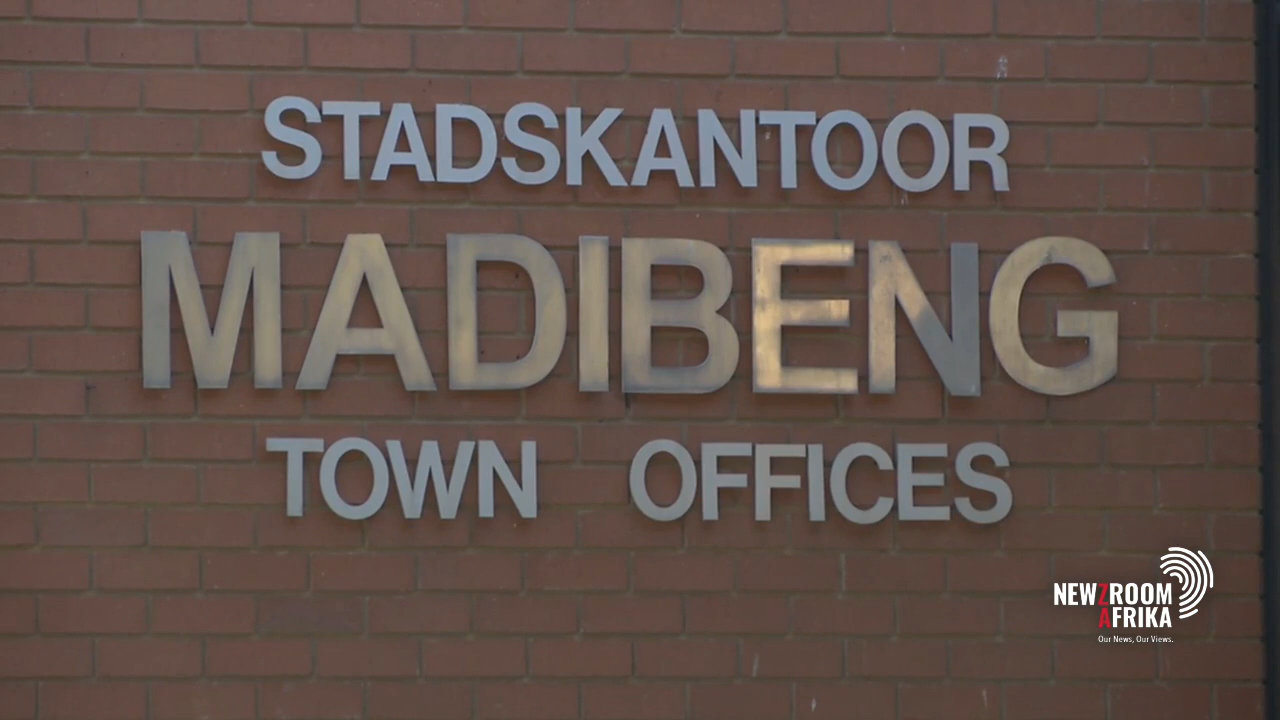 STADSKANTOOR
MADIBENG
TOWN OFFICES
NEWZROOM
AFRIKA
Our News, Our Views.